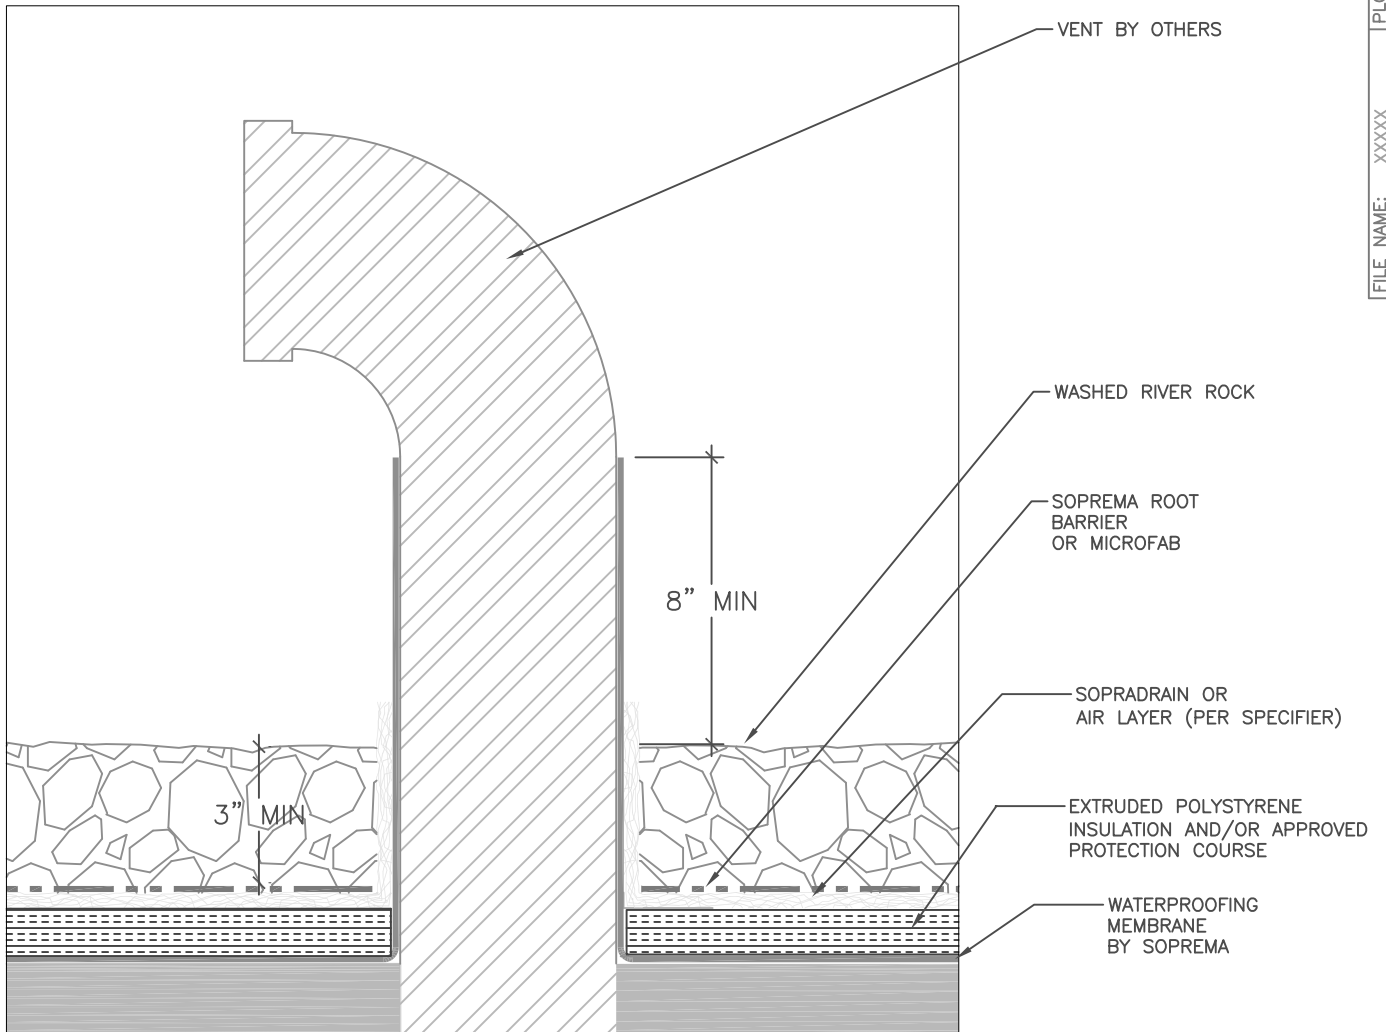 VENT BY OTHERS
FILE NAME: XXXXX
WASHED RIVER ROCK
SOPREMA ROOT
BARRIER
OR MICROFAB
8” MIN
SOPRADRAIN OR
AIR LAYER (PER SPECIFIER)
3” MIN
EXTRUDED POLYSTYRENE
INSULATION AND/OR APPROVED
PROTECTION COURSE
WATERPROOFING
MEMBRANE
BY SOPREMA